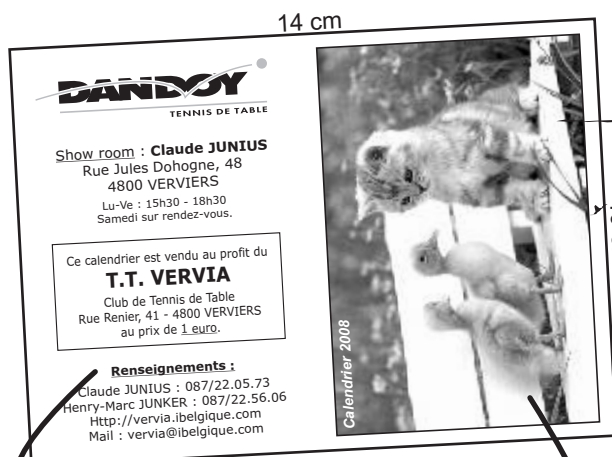 14 cm
DANDOY
TENNIS DE TABLE
Show room : Claude JUNIUS
Rue Jules Dohogne, 48
4800 VERVIERS
Lu-Ve : 15h30 - 18h30
Samedi sur rendez-vous.
Ce calendrier est vendu au profit du
T.T. VERVIA
Club de Tennis de Table
Rue Renier, 41 - 4800 VERVIERS
au prix de 1 euro.
Renseignements :
Claude JUNIUS : 087/22.05.73
Henry-Marc JUNKER : 087/22.56.06
Http://vervia.ibelgique.com
Mail : vervia@ibelgique.com
Calendrier 2008